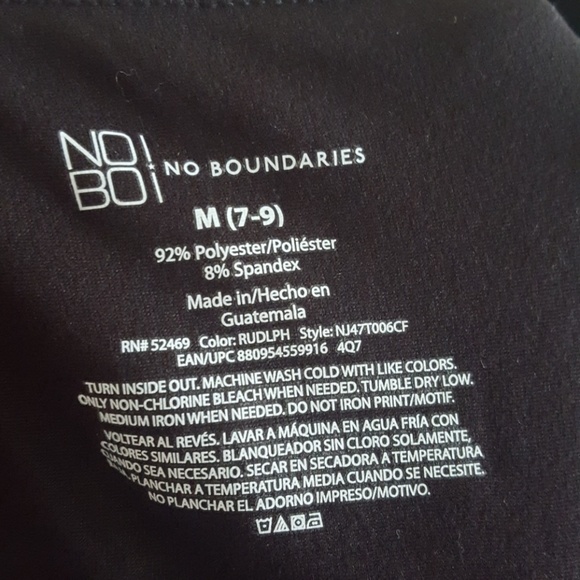 NO
BO
NO BOUNDARIES
M (7-9)
92% Polyester/Poliéster
8% Spandex
Made in/Hecho en
Guatemala
RN# 52469 Color: RUDLPH Style: NJ47T006CF
EAN/UPC 880954559916 4Q7
TURN INSIDE OUT. MACHINE WASH COLD WITH LIKE COLORS.
ONLY NON-CHLORINE BLEACH WHEN NEEDED. TUMBLE DRY LOW.
MEDIUM IRON WHEN NEEDED. DO NOT IRON PRINT/MOTIF.
VOLTEAR AL REVÉS. LAVAR A MÁQUINA EN AGUA FRÍA CON
COLORES SIMILARES. BLANQUEADOR SIN CLORO SOLAMENTE,
CUANDO SEA NECESARIO. SECAR EN SECADORA A TEMPERATURA
PLANCHAR A TEMPERATURA MEDIA CUANDO SE NECESITE.
NO PLANCHAR EL ADORNO IMPRESO/MOTIVO.